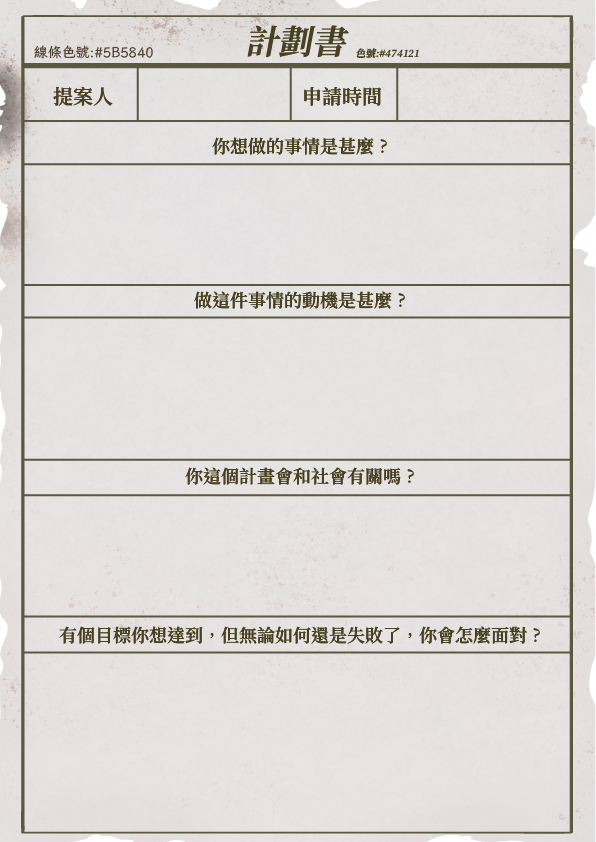 計劃書
線條色號:#5B5840
色號:#474121
提案人
申請時間
你想做的事情是甚麼？
做這件事情的動機是甚麼？
你這個計畫會和社會有關嗎？
有個目標你想達到，但無論如何還是失敗了，你會怎麼面對？